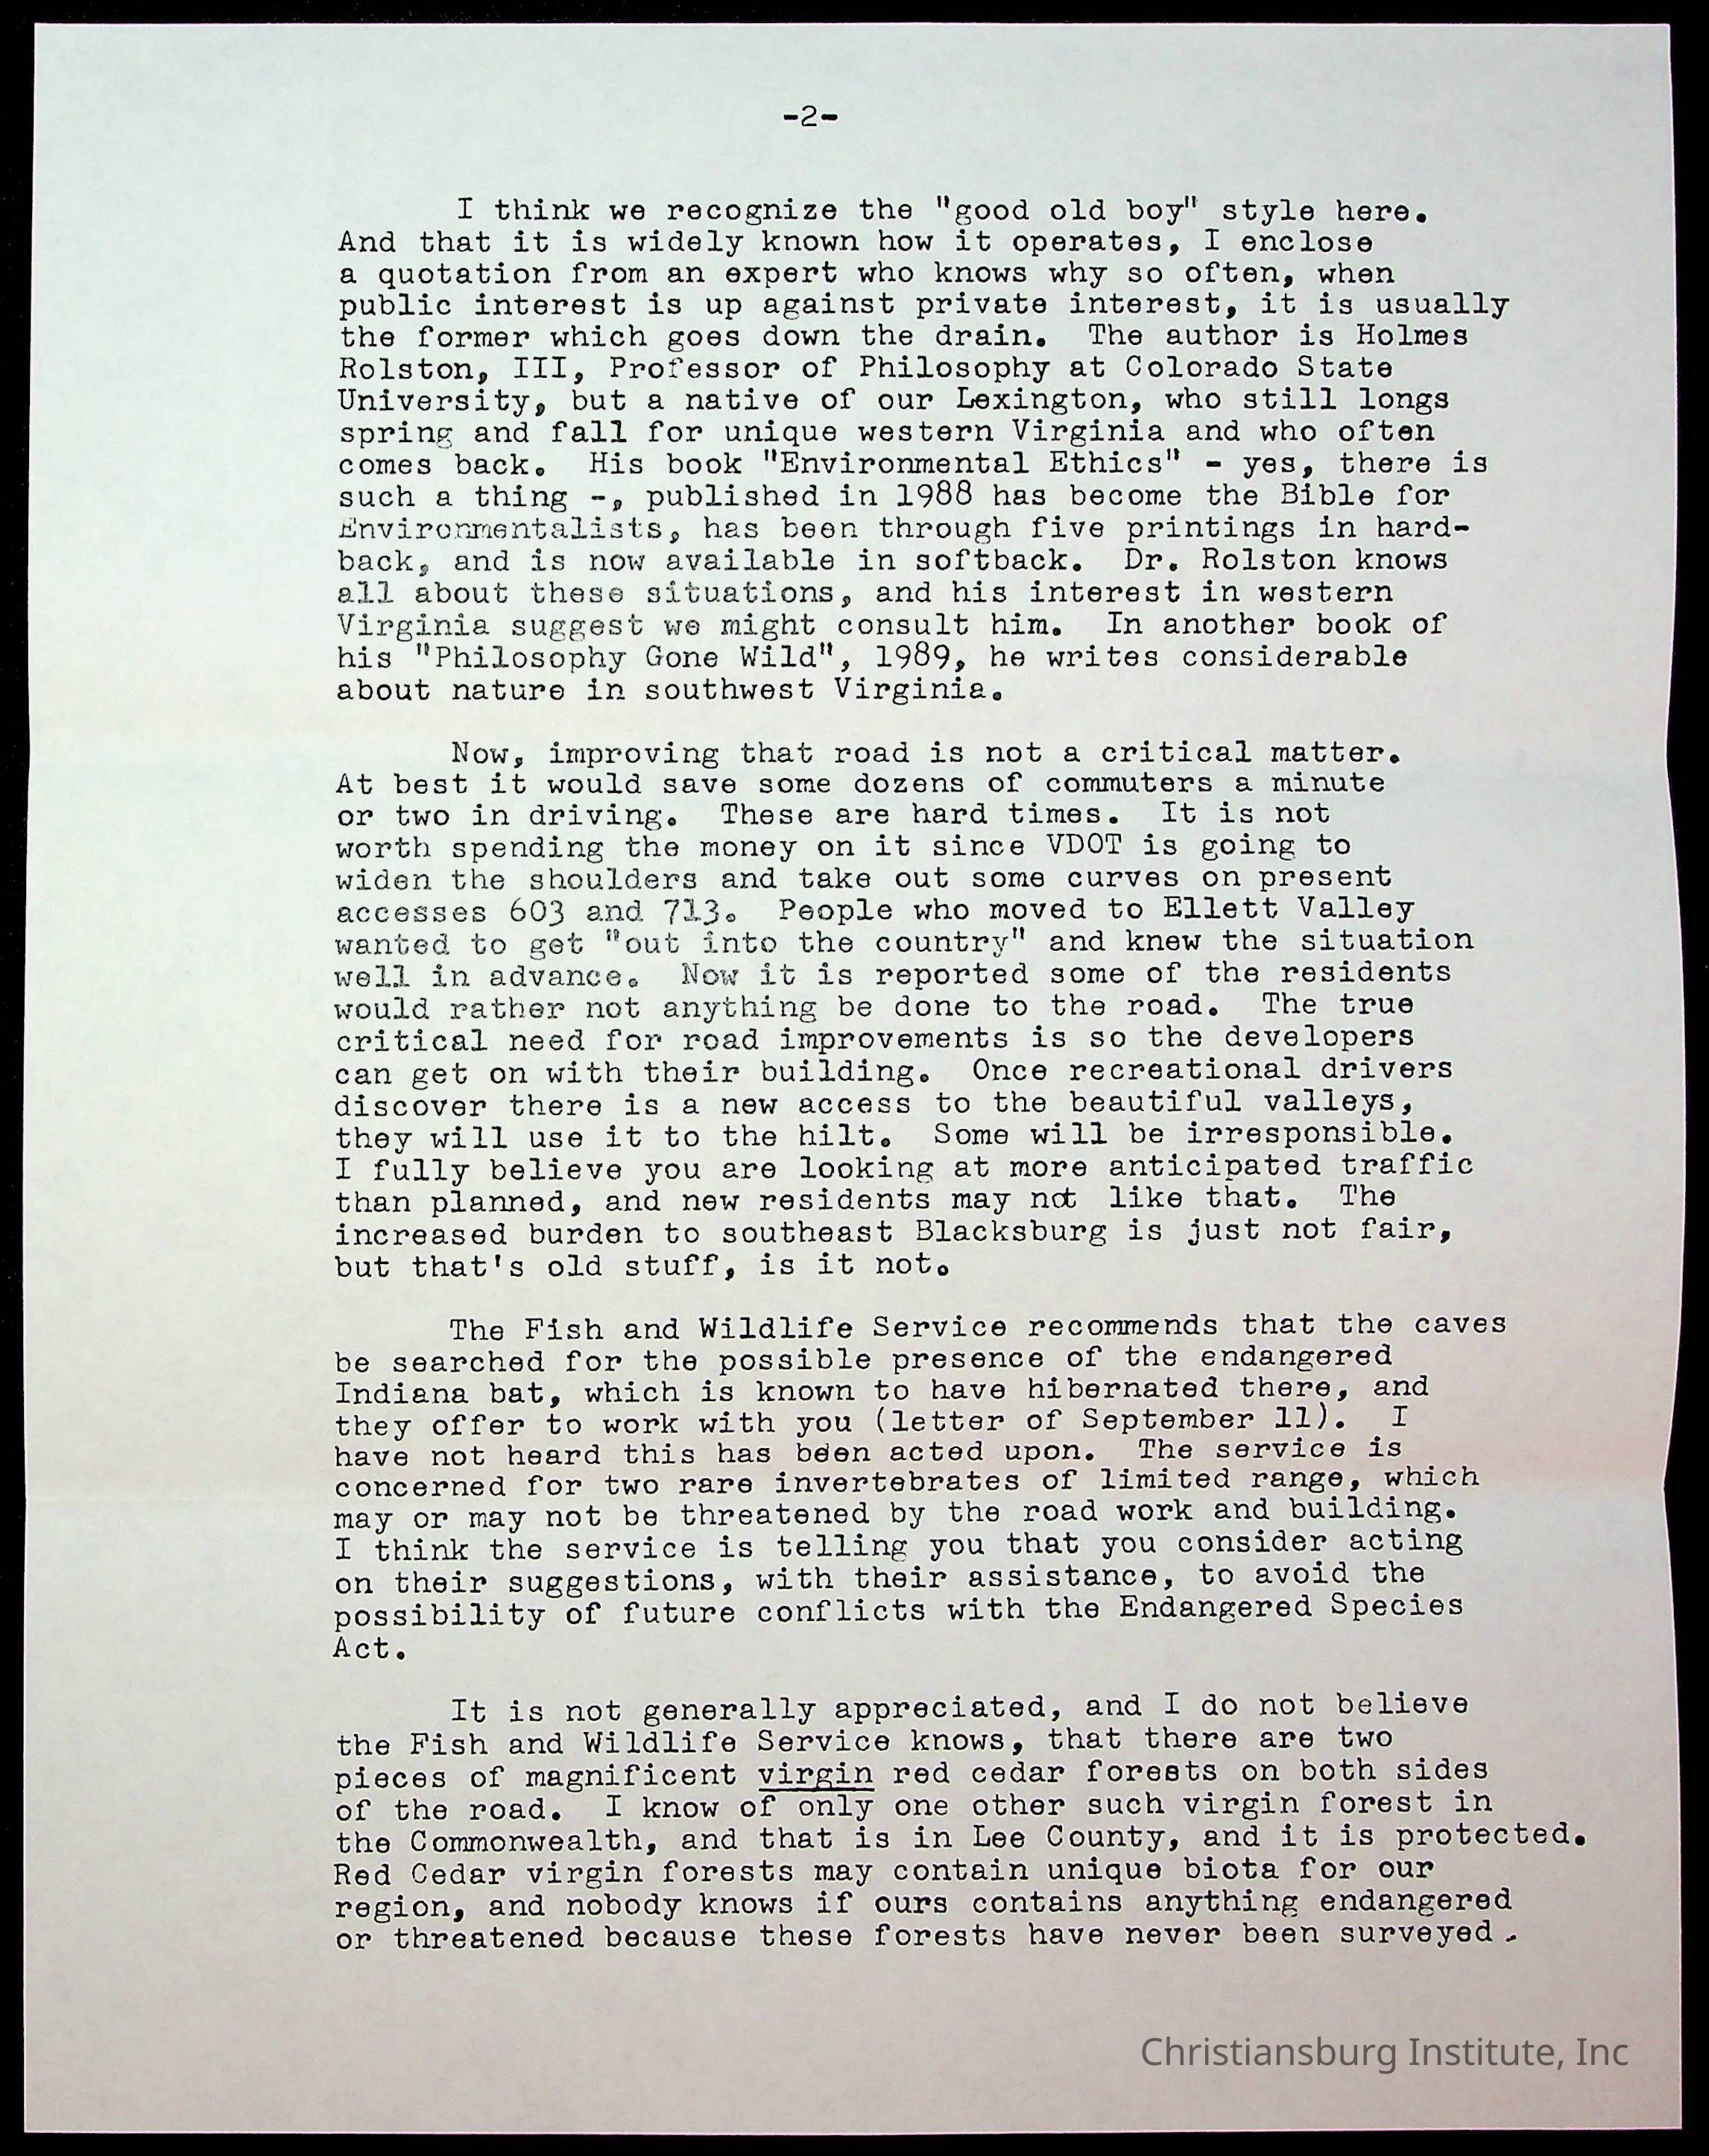 -2-
I think we recognize the "good old boy" style here.
And that it is widely known how it operates, I enclose
a quotation from an expert who knows why so often, when
public interest is up against private interest, it is usually
the former which goes down the drain. The author is Holmes
Rolston, III, Professor of Philosophy at Colorado State
University, but a native of our Lexington, who still longs
spring and fall for unique western Virginia and who often
comes back. His book "Environmental Ethics" - yes, there is
such a thing -, published in 1988 has become the Bible for
Environmentalists, has been through five printings in hard-
back, and is now available in softback. Dr. Rolston knows
all about these situations, and his interest in western
Virginia suggest we might consult him. In another book of
his "Philosophy Gone Wild", 1989, he writes considerable
about nature in southwest Virginia.
Now, improving that road is not a critical matter.
At best it would save some dozens of commuters a minute
or two in driving. These are hard times. It is not
worth spending the money on it since VDOT is going to
widen the shoulders and take out some curves on present
accesses 603 and 713. People who moved to Ellett Valley
wanted to get "out into the country" and knew the situation
well in advance. Now it is reported some of the residents
would rather not anything be done to the road. The true
critical need for road improvements is so the developers
can get on with their building. Once recreational drivers
discover there is a new access to the beautiful valleys,
they will use it to the hilt. Some will be irresponsible.
I fully believe you are looking at more anticipated traffic
than planned, and new residents may not like that. The
increased burden to southeast Blacksburg is just not fair,
but that's old stuff, is it not.
The Fish and Wildlife Service recommends that the caves
be searched for the possible presence of the endangered
Indiana bat, which is known to have hibernated there, and
they offer to work with you (letter of September 11). I
have not heard this has been acted upon. The service is
concerned for two rare invertebrates of limited range, which
may or may not be threatened by the road work and building.
I think the service is telling you that you consider acting
on their suggestions, with their assistance, to avoid the
possibility of future conflicts with the Endangered Species
Act.
It is not generally appreciated, and I do not believe
the Fish and Wildlife Service knows, that there are two
pieces of magnificent virgin red cedar forests on both sides
of the road. I know of only one other such virgin forest in
the Commonwealth, and that is in Lee County, and it is protected.
Red Cedar virgin forests may contain unique biota for our
region, and nobody knows if ours contains anything endangered
or threatened because these forests have never been surveyed.
Christiansburg Institute, Inc